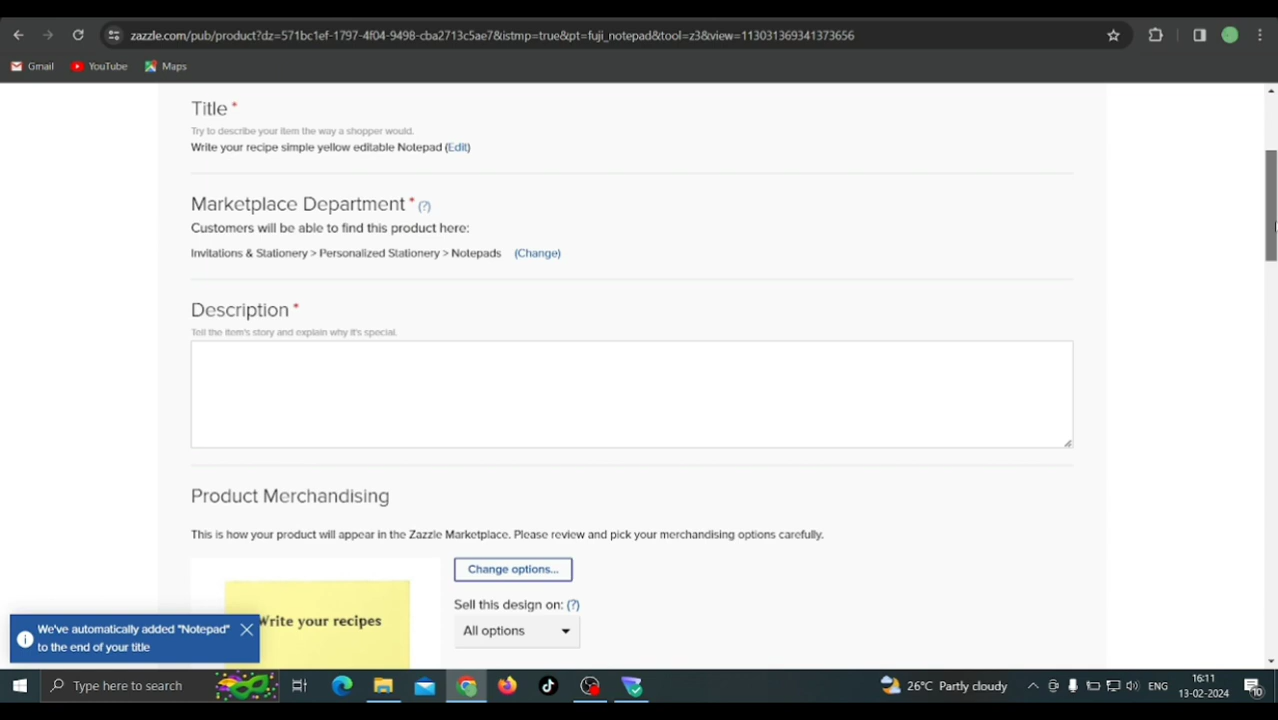 zazzle.com/pub/product?dz=571bc1ef-1797-4f04-9498-cba2713c5ae7&istmp=true&pt=fuji_notepad&tool=z3&view=113031369341373656
Gmail YouTube Maps
Title *
Try to describe your item the way a shopper would.
Write your recipe simple yellow editable Notepad (Edit)
Marketplace Department * (?)
Customers will be able to find this product here:
Invitations & Stationery > Personalized Stationery > Notepads (Change)
Description *
Tell the item's story and explain why it's special.
Product Merchandising
This is how your product will appear in the Zazzle Marketplace. Please review and pick your merchandising options carefully.
Change options...
Sell this design on: (?)
All options
Write your recipes
We've automatically added "Notepad"
to the end of your title
Type here to search
26°C Partly cloudy
ENG
16:11
13-02-2024
10